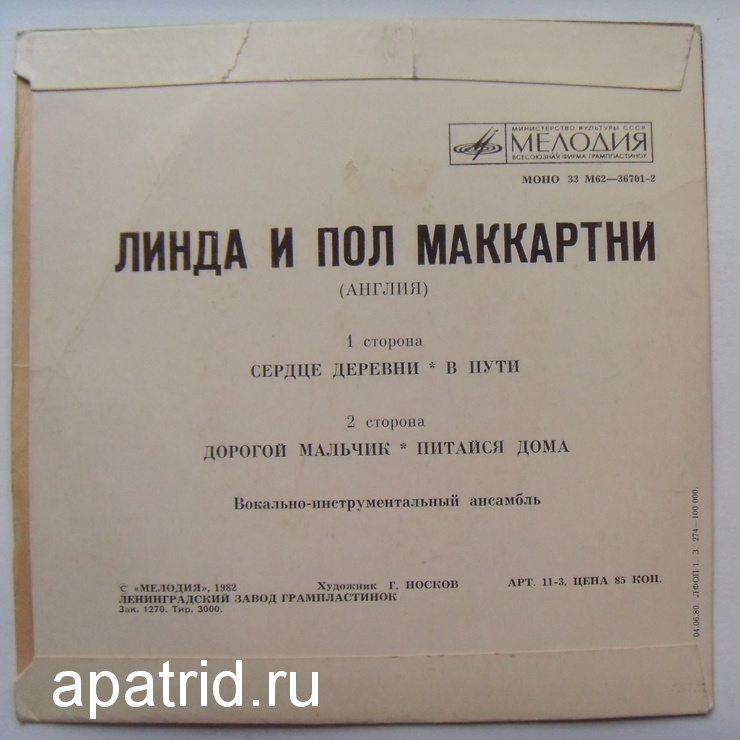 МИНИСТЕРСТВО КУЛЬТУРЫ СССР
МЕЛОДИЯ
ВСЕСОЮЗНАЯ ФИРМА ГРАМПЛАСТИНОК
МОНО 33 М62—36701-2
ЛИНДА И ПОЛ МАККАРТНИ
(АНГЛИЯ)
1 сторона
СЕРДЦЕ ДЕРЕВНИ * В ПУТИ
2 сторона
ДОРОГОЙ МАЛЬЧИК * ПИТАЙСЯ ДОМА
Вокально-инструментальный ансамбль
С «МЕЛОДИЯ», 1982 Художник Г. НОСКОВ АРТ. 11-3. ЦЕНА 85 КОП.
ЛЕНИНГРАДСКИЙ ЗАВОД ГРАМПЛАСТИНОК
Зак. 1270. Тир. 3000.
04.06.80. ЛФОП 1. З. 274—100 000.
apatrid.ru